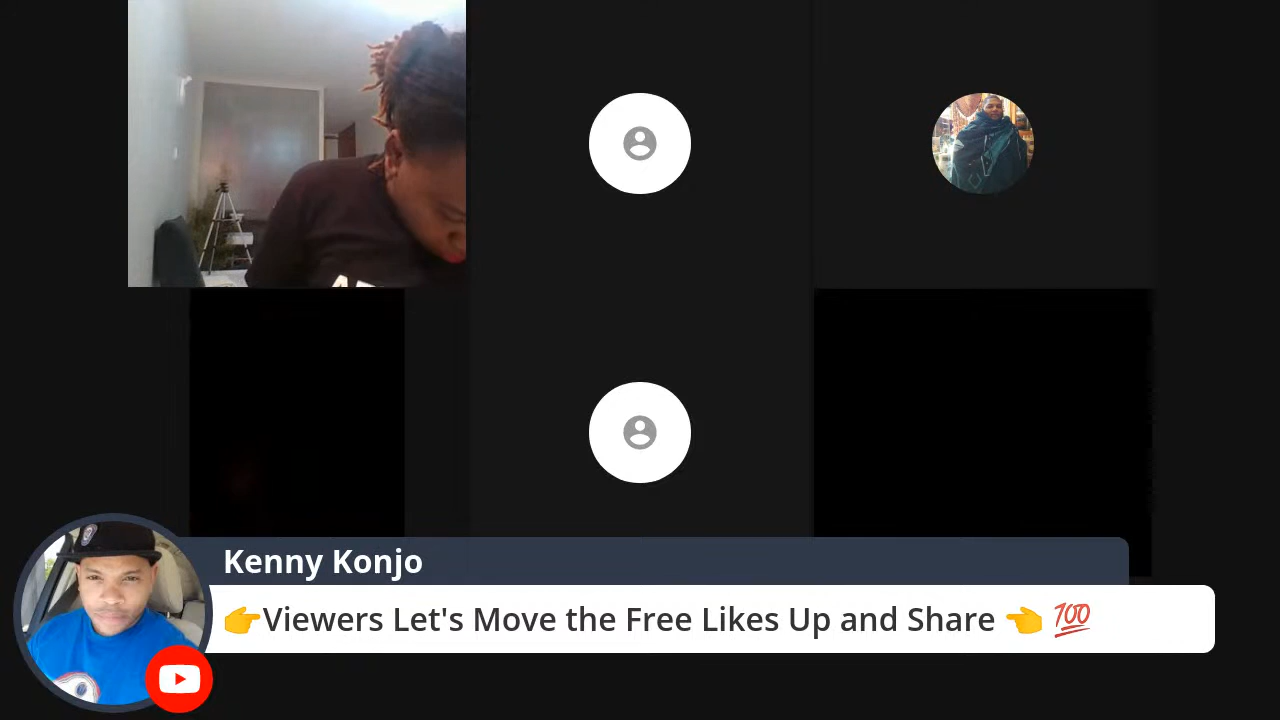 Kenny Konjo
👉Viewers Let's Move the Free Likes Up and Share 👈 💯